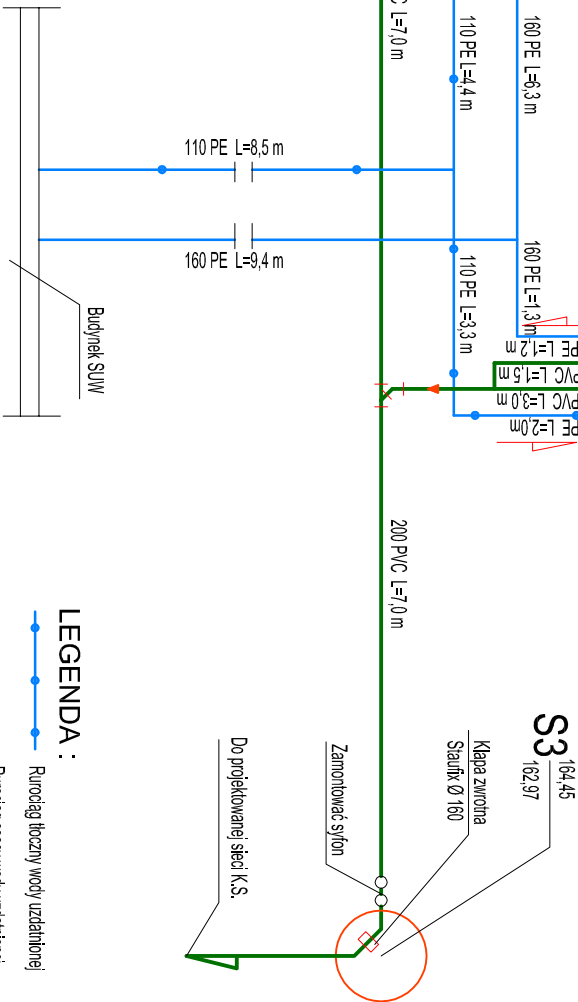 C L=7,0 m
110 PE L=4,4 m
160 PE L=6,3 m
110 PE L=8,5 m
160 PE L=9,4 m
110 PE L=3,3 m
160 PE L=1,3 m
PE L=1,2 m
PVC L=1,5 m
PVC L=3,0 m
PE L=2,0m
Budynek SUW
200 PVC L=7,0 m
S3
164,45
162,97
Klapa zwrotna
Staufix Ø 160
Zamontować syfon
Do projektowanej sieci K.S.
LEGENDA :
Rurociąg tłoczny wody uzdatnionej